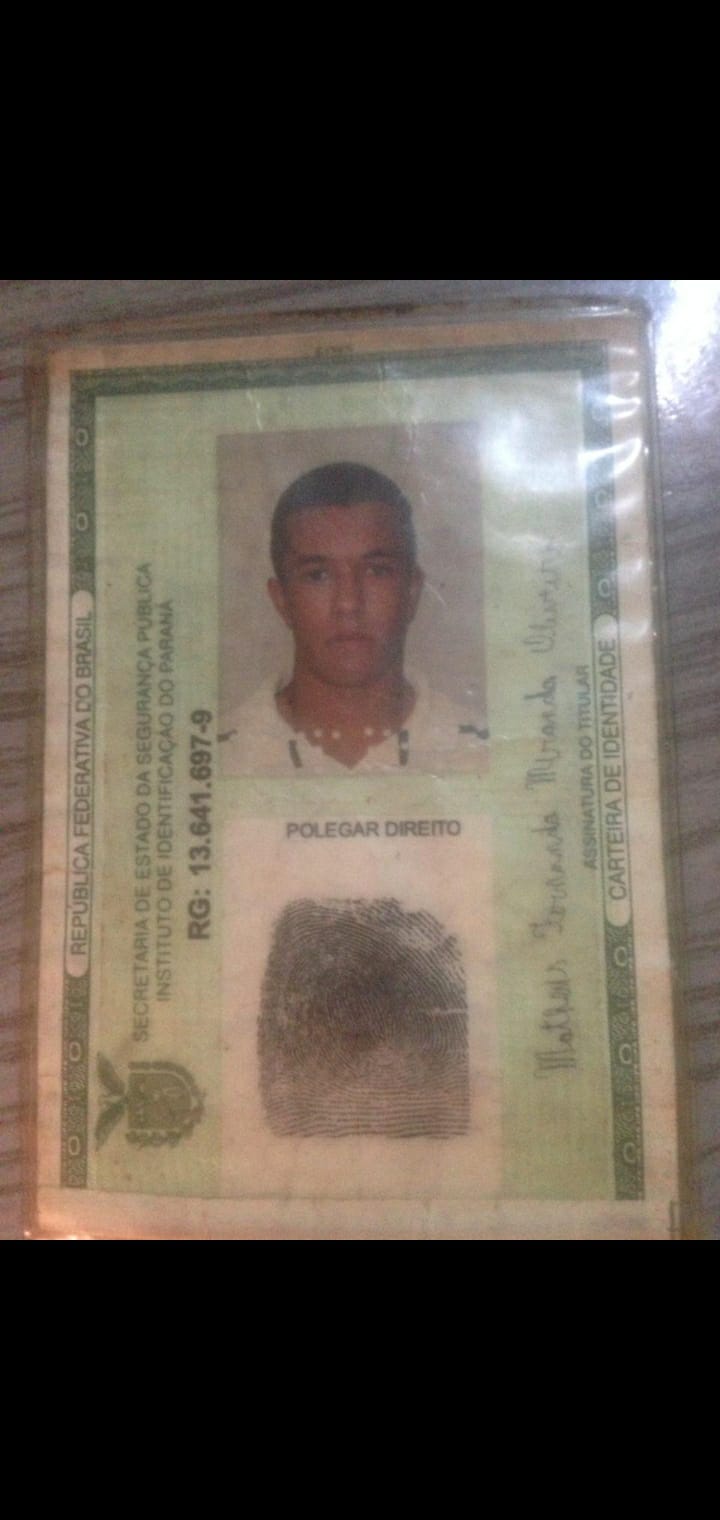 REPÚBLICA FEDERATIVA DO BRASIL
SECRETARIA DE ESTADO DA SEGURANÇA PÚBLICA
INSTITUTO DE IDENTIFICAÇÃO DO PARANÁ
RG: 13.641.697-9
POLEGAR DIREITO
Matheus Fernando Miranda Oliveira
ASSINATURA DO TITULAR
CARTEIRA DE IDENTIDADE